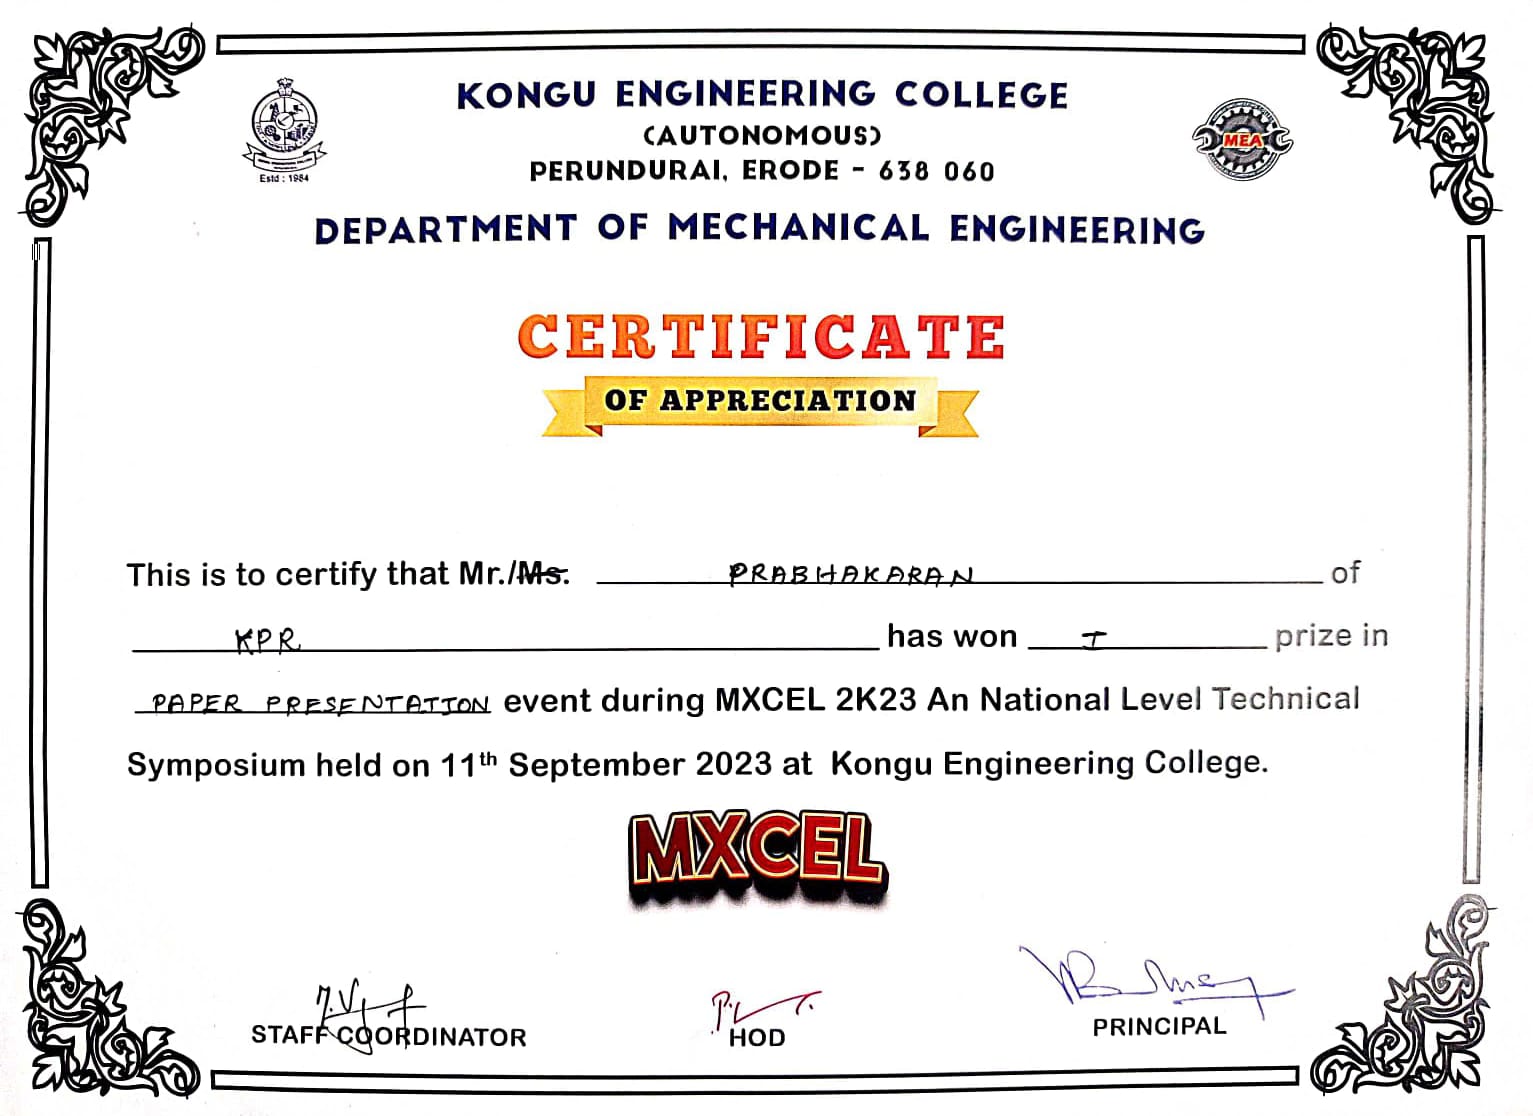 KONGU ENGINEERING COLLEGE
(AUTONOMOUS)
PERUNDURAI, ERODE - 638 060
Estd : 1984
MEA
DEPARTMENT OF MECHANICAL ENGINEERING
CERTIFICATE
OF APPRECIATION
This is to certify that Mr./Ms. PRABHAKARAN of
KPR has won I prize in
PAPER PRESENTATION event during MXCEL 2K23 An National Level Technical
Symposium held on 11th September 2023 at Kongu Engineering College.
MXCEL
STAFF COORDINATOR
HOD
PRINCIPAL